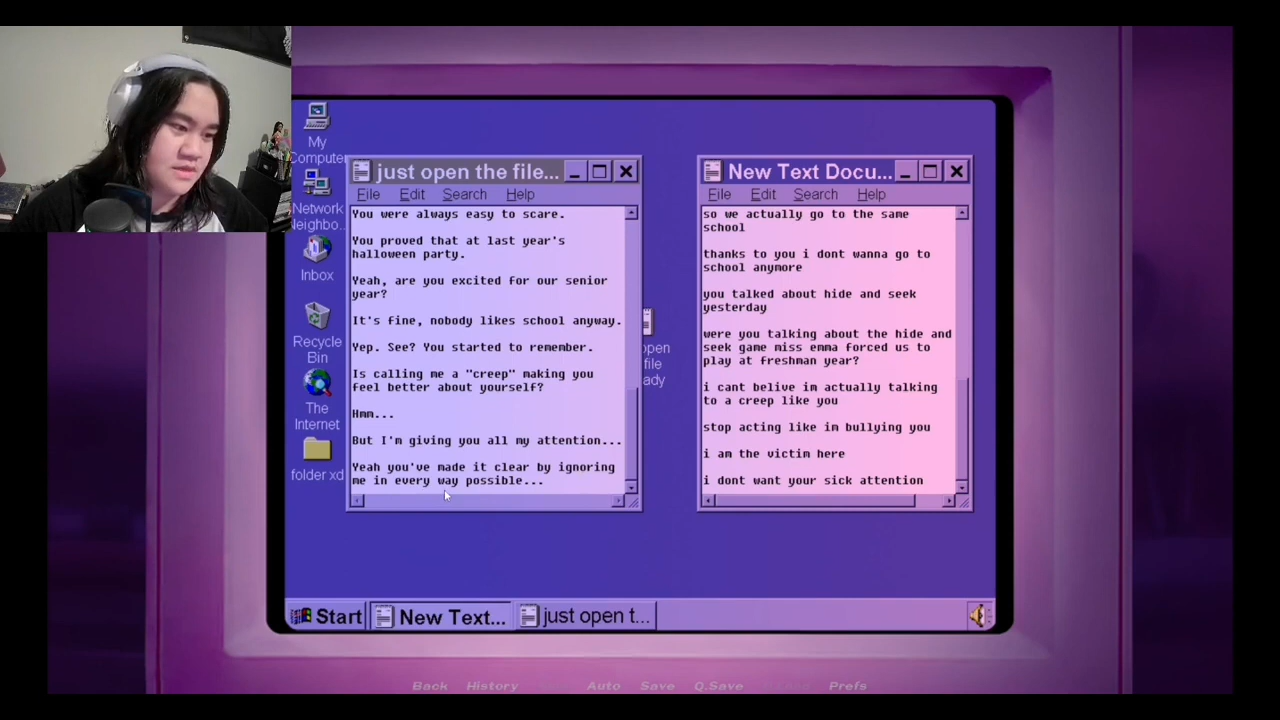 My
Computer
Network
Neighbo..
Inbox
Recycle
Bin
The
Internet
folder xd
just open the file...
File Edit Search Help
You were always easy to scare.
You proved that at last year's
halloween party.
Yeah, are you excited for our senior
year?
It's fine, nobody likes school anyway.
Yep. See? You started to remember.
Is calling me a "creep" making you
feel better about yourself?
Hmm...
But I'm giving you all my attention...
Yeah you've made it clear by ignoring
me in every way possible...
open
file
ady
New Text Docu...
File Edit Search Help
so we actually go to the same
school
thanks to you i dont wanna go to
school anymore
you talked about hide and seek
yesterday
were you talking about the hide and
seek game miss emma forced us to
play at freshman year?
i cant belive im actually talking
to a creep like you
stop acting like im bullying you
i am the victim here
i dont want your sick attention
Start New Text... just open t...
Back History Auto Save Q.Save Prefs